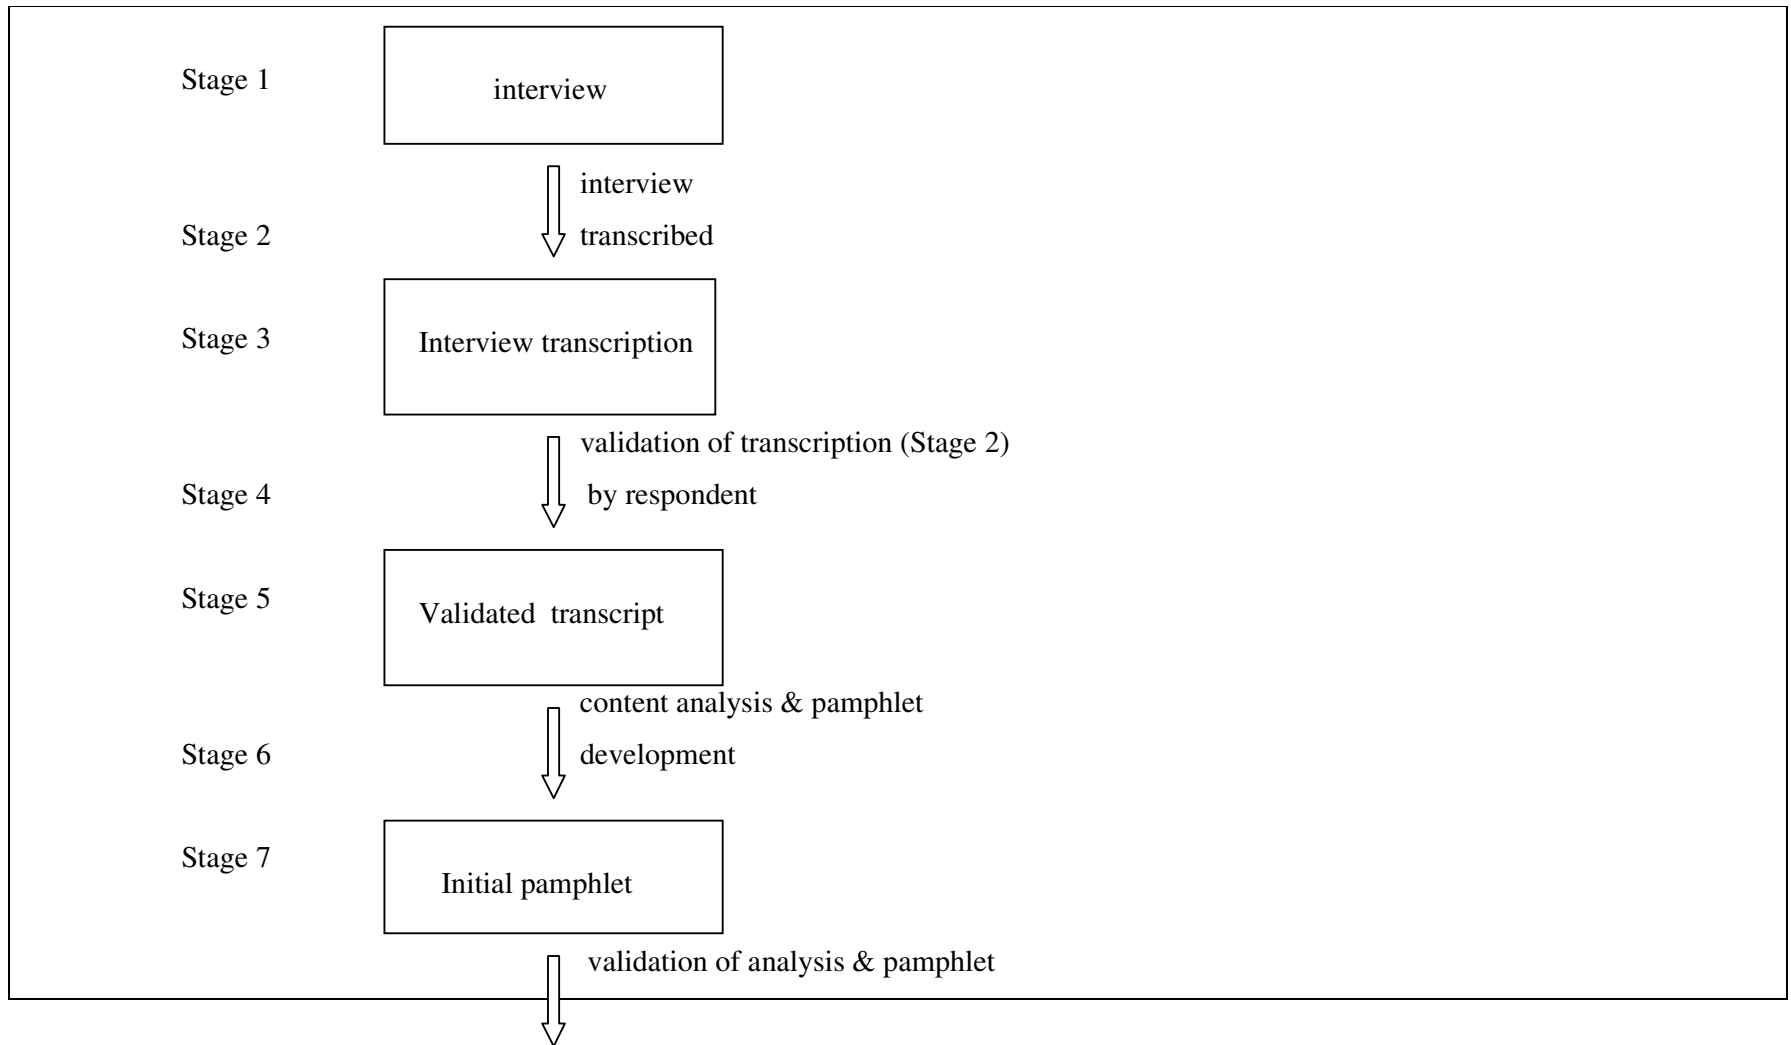 Stage 1
interview
interview
Stage 2
transcribed
Stage 3
Interview transcription
validation of transcription (Stage 2)
Stage 4
by respondent
Stage 5
Validated  transcript
content analysis & pamphlet
Stage 6
development
Stage 7
Initial pamphlet
validation of analysis & pamphlet